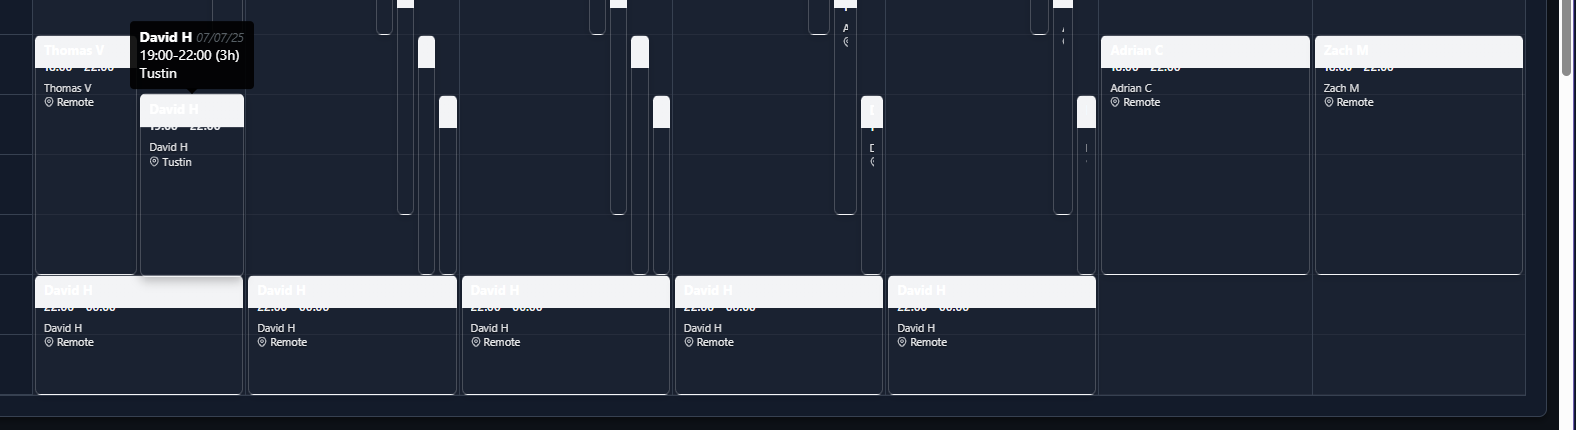 David H 07/07/25
19:00-22:00 (3h)
Tustin
Thomas V
18:00 - 22:00
Thomas V
Remote
David H
19:00 - 22:00
David H
Tustin
Adrian C
18:00 - 22:00
Adrian C
Remote
Zach M
18:00 - 22:00
Zach M
Remote
David H
22:00 - 00:00
David H
Remote
David H
22:00 - 00:00
David H
Remote
David H
22:00 - 00:00
David H
Remote
David H
22:00 - 00:00
David H
Remote
David H
22:00 - 00:00
David H
Remote